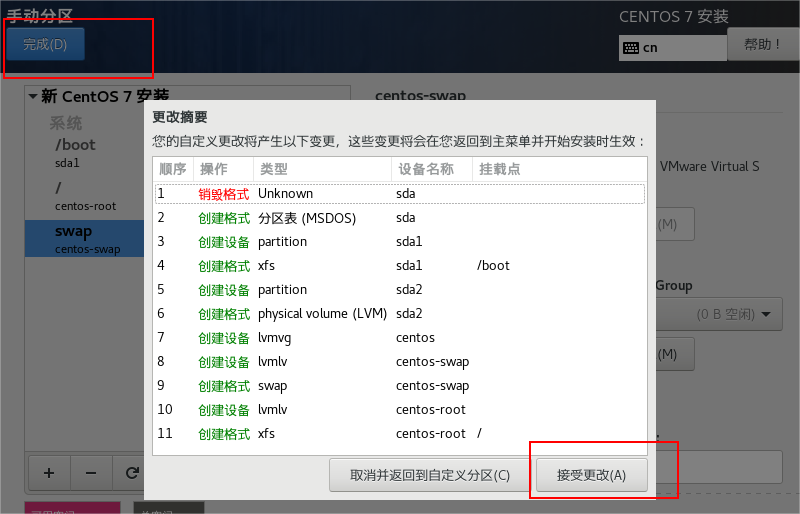 手动分区
CENTOS 7 安装
完成(D)
cn
帮助！
新 CentOS 7 安装
centos-swap
系统
/boot
sda1
/
centos-root
swap
centos-swap
VMware Virtual S
(M)
Group
(0 B 空闲)
(M)
更改摘要
您的自定义更改将产生以下变更，这些变更将会在您返回到主菜单并开始安装时生效：
顺序 操作 类型 设备名称 挂载点
1 销毁格式 Unknown sda
2 创建格式 分区表 (MSDOS) sda
3 创建设备 partition sda1
4 创建格式 xfs sda1 /boot
5 创建设备 partition sda2
6 创建格式 physical volume (LVM) sda2
7 创建设备 lvmvg centos
8 创建设备 lvmlv centos-swap
9 创建格式 swap centos-swap
10 创建设备 lvmlv centos-root
11 创建格式 xfs centos-root /
取消并返回到自定义分区(C)
接受更改(A)